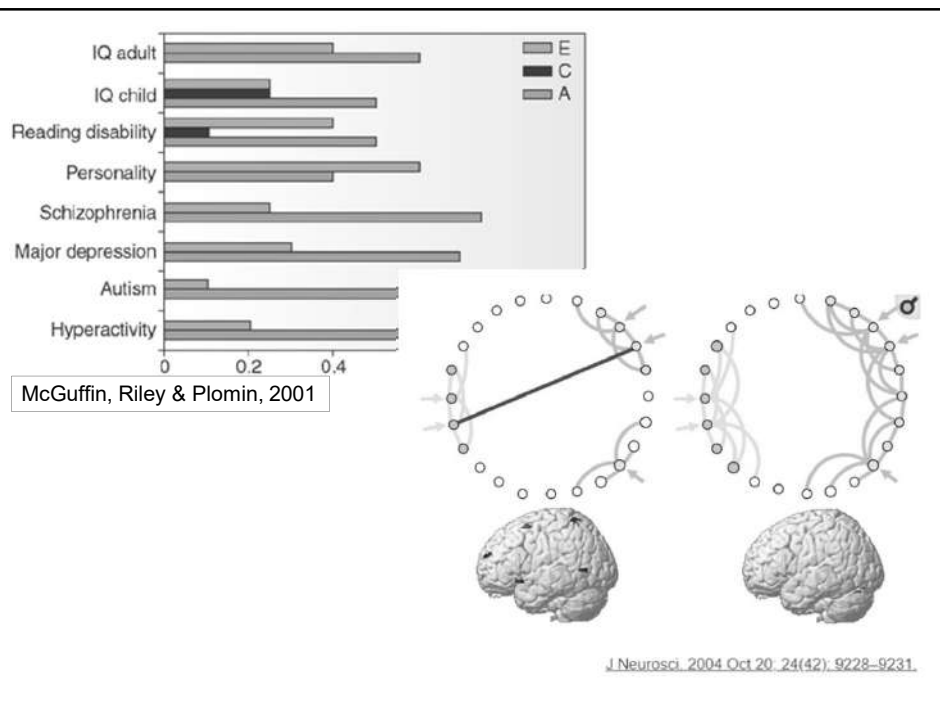 IQ adult
IQ child
Reading disability
Personality
Schizophrenia
Major depression
Autism
Hyperactivity
0 0.2 0.4
E
C
A
McGuffin, Riley & Plomin, 2001
J Neurosci. 2004 Oct 20; 24(42): 9228–9231.